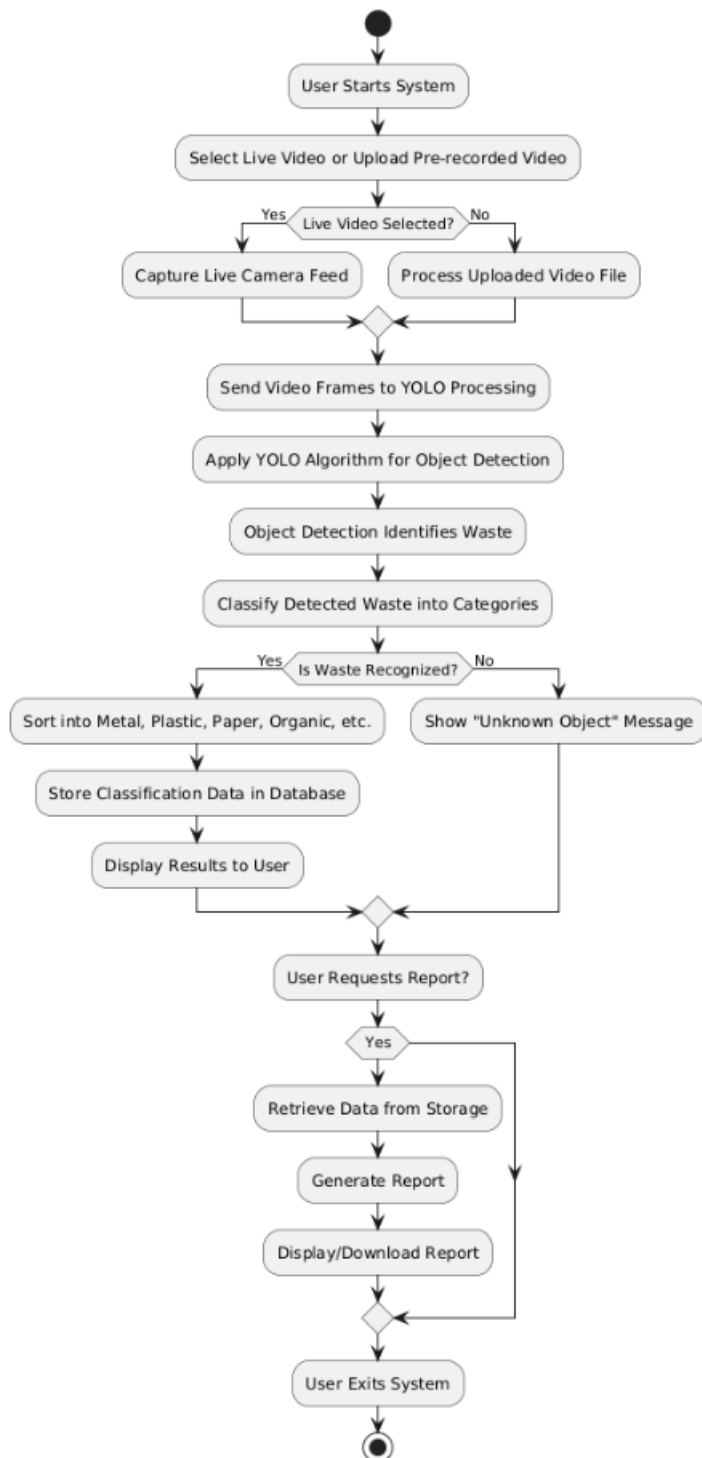 User Starts System
Select Live Video or Upload Pre-recorded Video
Yes
Live Video Selected?
No
Capture Live Camera Feed
Process Uploaded Video File
Send Video Frames to YOLO Processing
Apply YOLO Algorithm for Object Detection
Object Detection Identifies Waste
Classify Detected Waste into Categories
Yes
Is Waste Recognized?
No
Sort into Metal, Plastic, Paper, Organic, etc.
Show "Unknown Object" Message
Store Classification Data in Database
Display Results to User
User Requests Report?
Yes
Retrieve Data from Storage
Generate Report
Display/Download Report
User Exits System